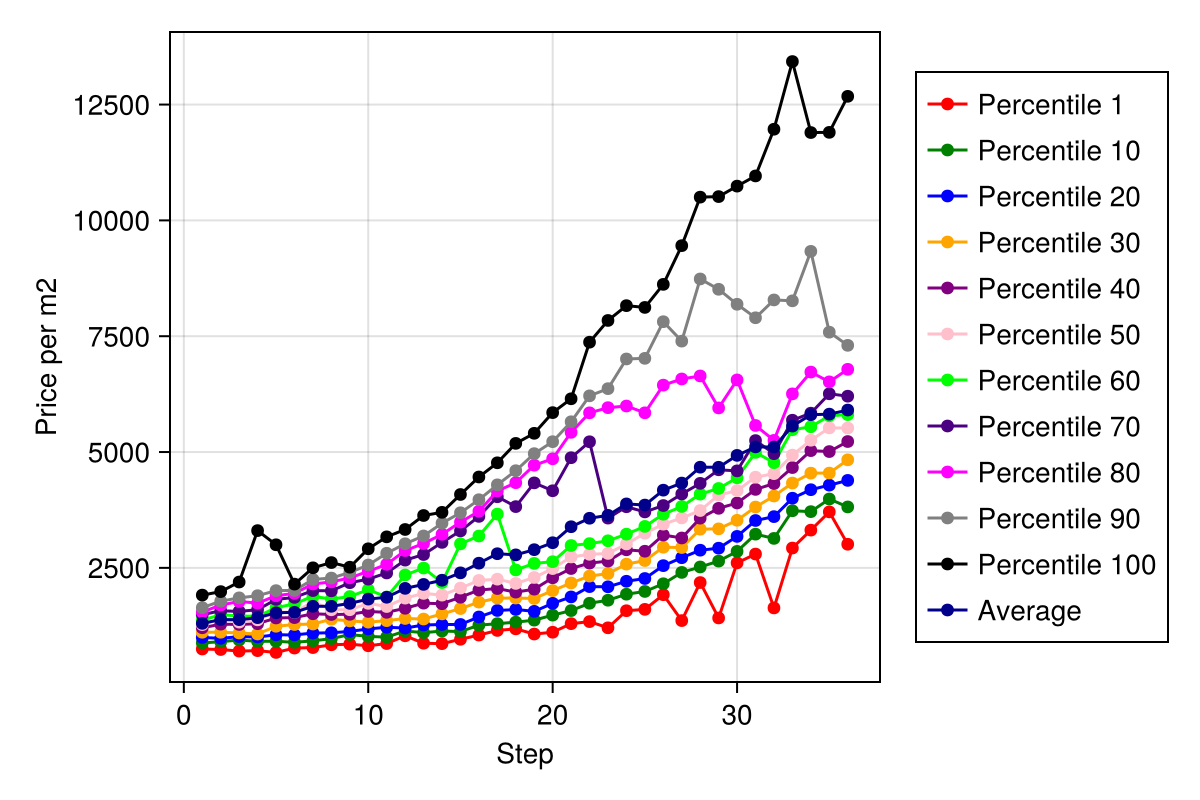 12500
10000
7500
5000
2500
Price per m2
0 10 20 30
Step
Percentile 1
Percentile 10
Percentile 20
Percentile 30
Percentile 40
Percentile 50
Percentile 60
Percentile 70
Percentile 80
Percentile 90
Percentile 100
Average